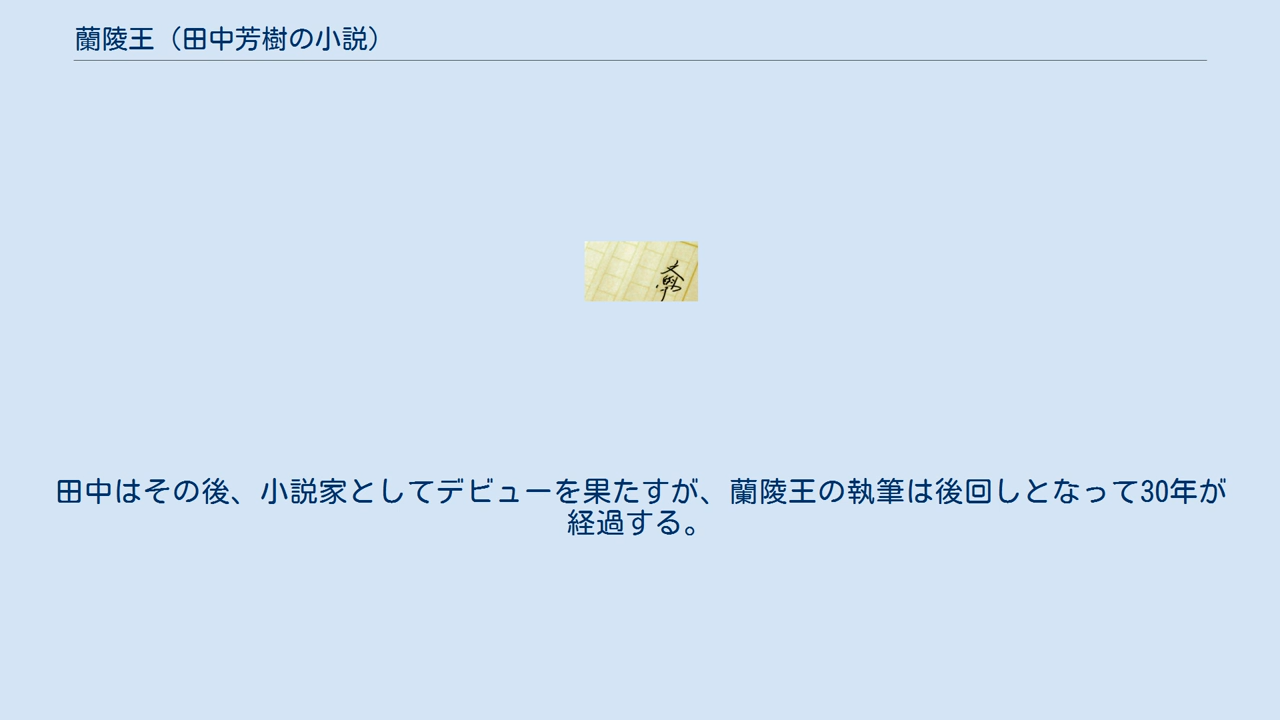 蘭陵王（田中芳樹の小説）
田中はその後、小説家としてデビューを果たすが、蘭陵王の執筆は後回しとなって30年が
経過する。